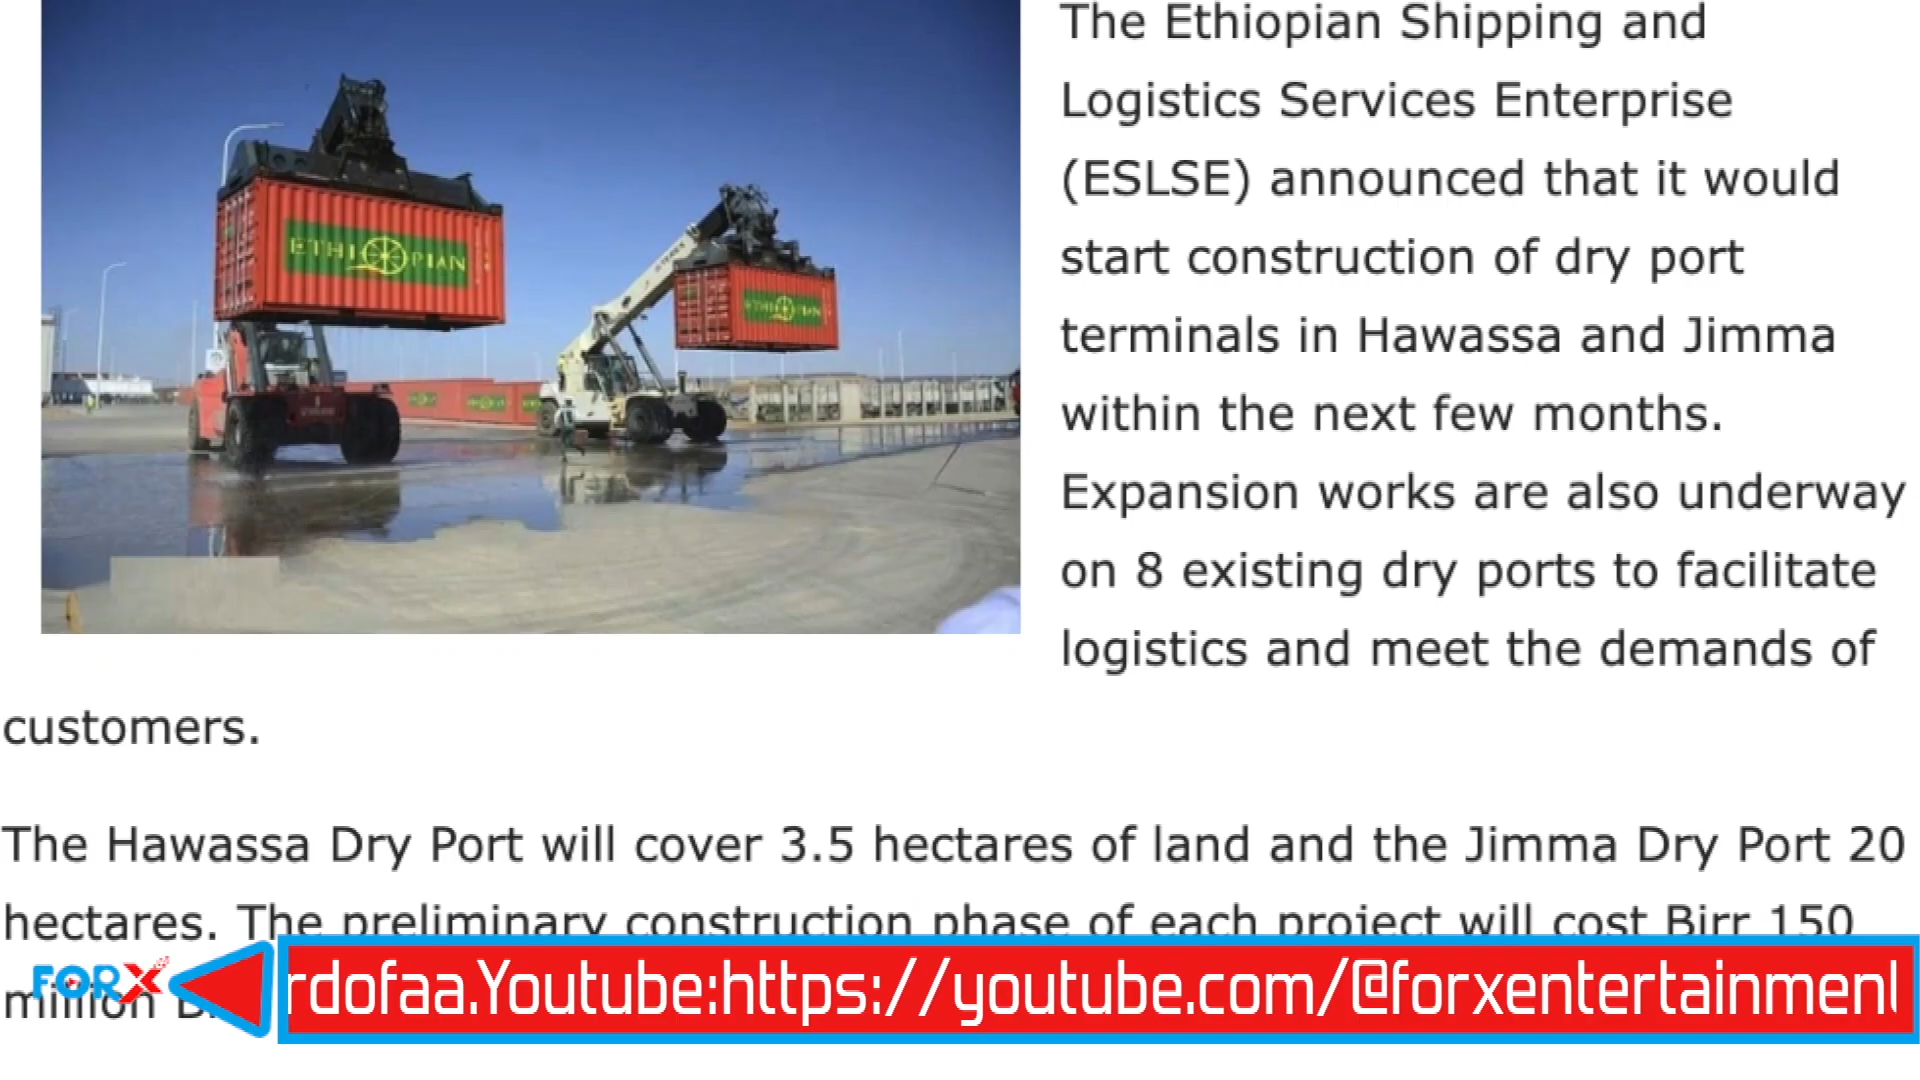 The Ethiopian Shipping and
Logistics Services Enterprise
(ESLSE) announced that it would
start construction of dry port
terminals in Hawassa and Jimma
within the next few months.
Expansion works are also underway
on 8 existing dry ports to facilitate
logistics and meet the demands of
customers.
ETHIOPIAN
ETHIOPIAN
The Hawassa Dry Port will cover 3.5 hectares of land and the Jimma Dry Port 20
hectares. The preliminary construction phase of each project will cost Birr 150
million
FORX
rdofaa.Youtube:https://youtube.com/@forxentertainment